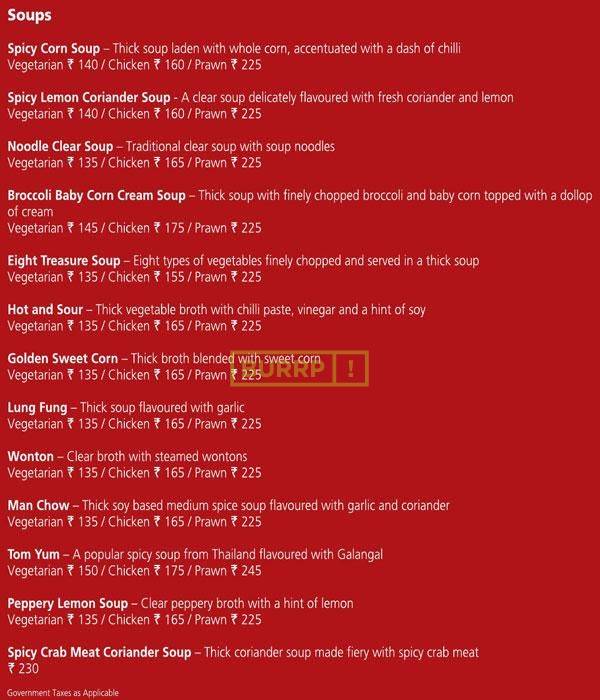 Soups
Spicy Corn Soup – Thick soup laden with whole corn, accentuated with a dash of chilli
Vegetarian ₹ 140 / Chicken ₹ 160 / Prawn ₹ 225
Spicy Lemon Coriander Soup - A clear soup delicately flavoured with fresh coriander and lemon
Vegetarian ₹ 140 / Chicken ₹ 160 / Prawn ₹ 225
Noodle Clear Soup – Traditional clear soup with soup noodles
Vegetarian ₹ 135 / Chicken ₹ 165 / Prawn ₹ 225
Broccoli Baby Corn Cream Soup – Thick soup with finely chopped broccoli and baby corn topped with a dollop
of cream
Vegetarian ₹ 145 / Chicken ₹ 175 / Prawn ₹ 225
Eight Treasure Soup – Eight types of vegetables finely chopped and served in a thick soup
Vegetarian ₹ 135 / Chicken ₹ 155 / Prawn ₹ 225
Hot and Sour – Thick vegetable broth with chilli paste, vinegar and a hint of soy
Vegetarian ₹ 135 / Chicken ₹ 165 / Prawn ₹ 225
Golden Sweet Corn – Thick broth blended with sweet corn
Vegetarian ₹ 135 / Chicken ₹ 165 / Prawn ₹ 225
BURRP !
Lung Fung – Thick soup flavoured with garlic
Vegetarian ₹ 135 / Chicken ₹ 165 / Prawn ₹ 225
Wonton – Clear broth with steamed wontons
Vegetarian ₹ 135 / Chicken ₹ 165 / Prawn ₹ 225
Man Chow – Thick soy based medium spice soup flavoured with garlic and coriander
Vegetarian ₹ 135 / Chicken ₹ 165 / Prawn ₹ 225
Tom Yum – A popular spicy soup from Thailand flavoured with Galangal
Vegetarian ₹ 150 / Chicken ₹ 175 / Prawn ₹ 245
Peppery Lemon Soup – Clear peppery broth with a hint of lemon
Vegetarian ₹ 135 / Chicken ₹ 165 / Prawn ₹ 225
Spicy Crab Meat Coriander Soup – Thick coriander soup made fiery with spicy crab meat
₹ 230
Government Taxes as Applicable